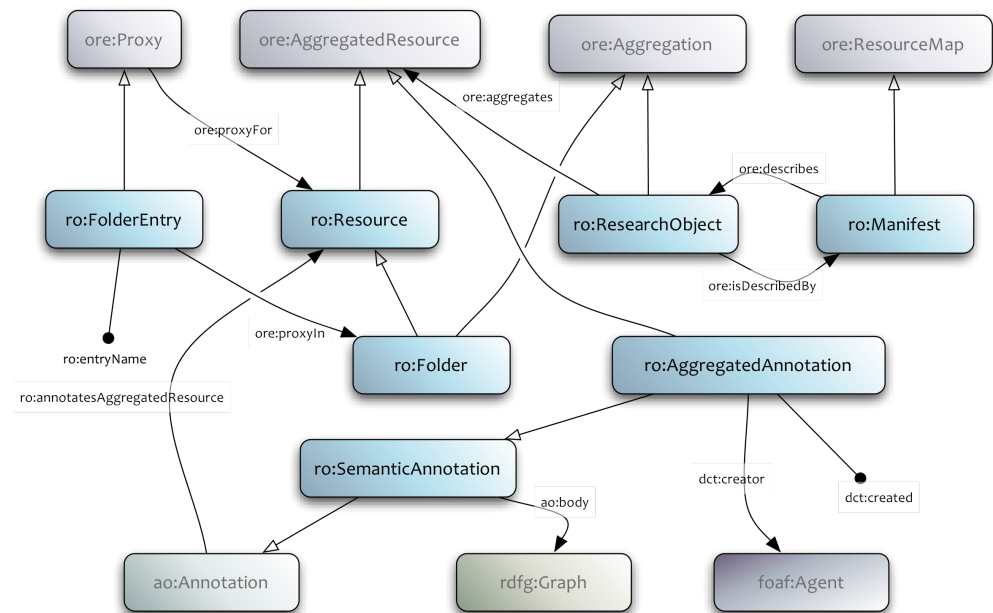 ore:Proxy
ore:AggregatedResource
ore:Aggregation
ore:ResourceMap
ore:aggregates
ore:proxyFor
ore:describes
ro:FolderEntry
ro:Resource
ro:ResearchObject
ro:Manifest
ore:isDescribedBy
ore:proxyIn
ro:entryName
ro:Folder
ro:AggregatedAnnotation
ro:annotatesAggregatedResource
ro:SemanticAnnotation
dct:creator
dct:created
ao:body
ao:Annotation
rdfg:Graph
foaf:Agent